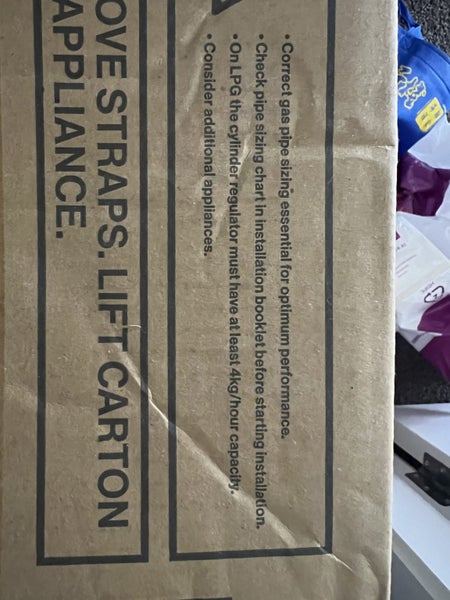 • Correct gas pipe sizing essential for optimum performance.
• Check pipe sizing chart in installation booklet before starting installation.
• On LPG the cylinder regulator must have at least 4kg/hour capacity.
• Consider additional appliances.
OVE STRAPS. LIFT CARTON
APPLIANCE.